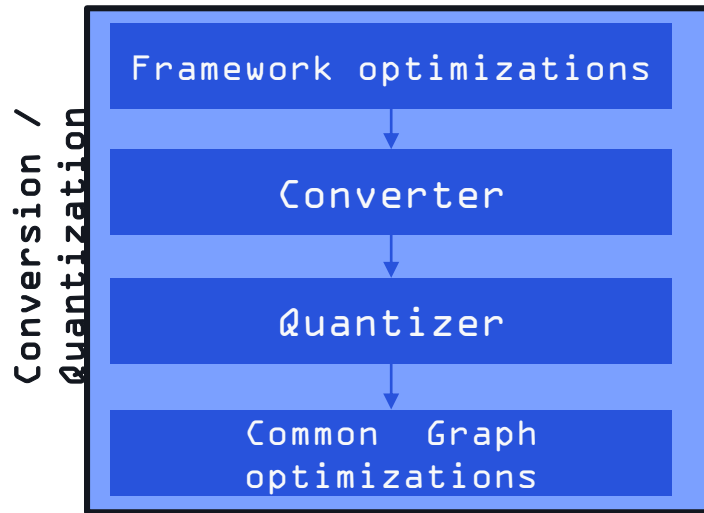 Conversion /
Quantization
Framework optimizations
Converter
Quantizer
Common Graph
optimizations